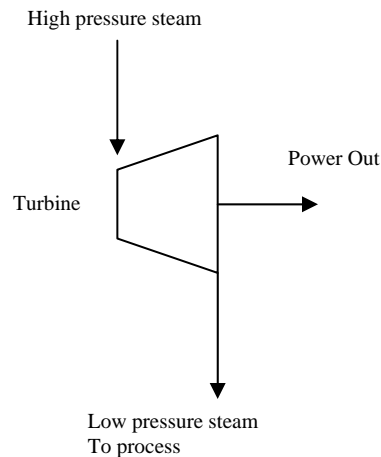 High pressure steam
Power Out
Turbine
Low pressure steam
To process